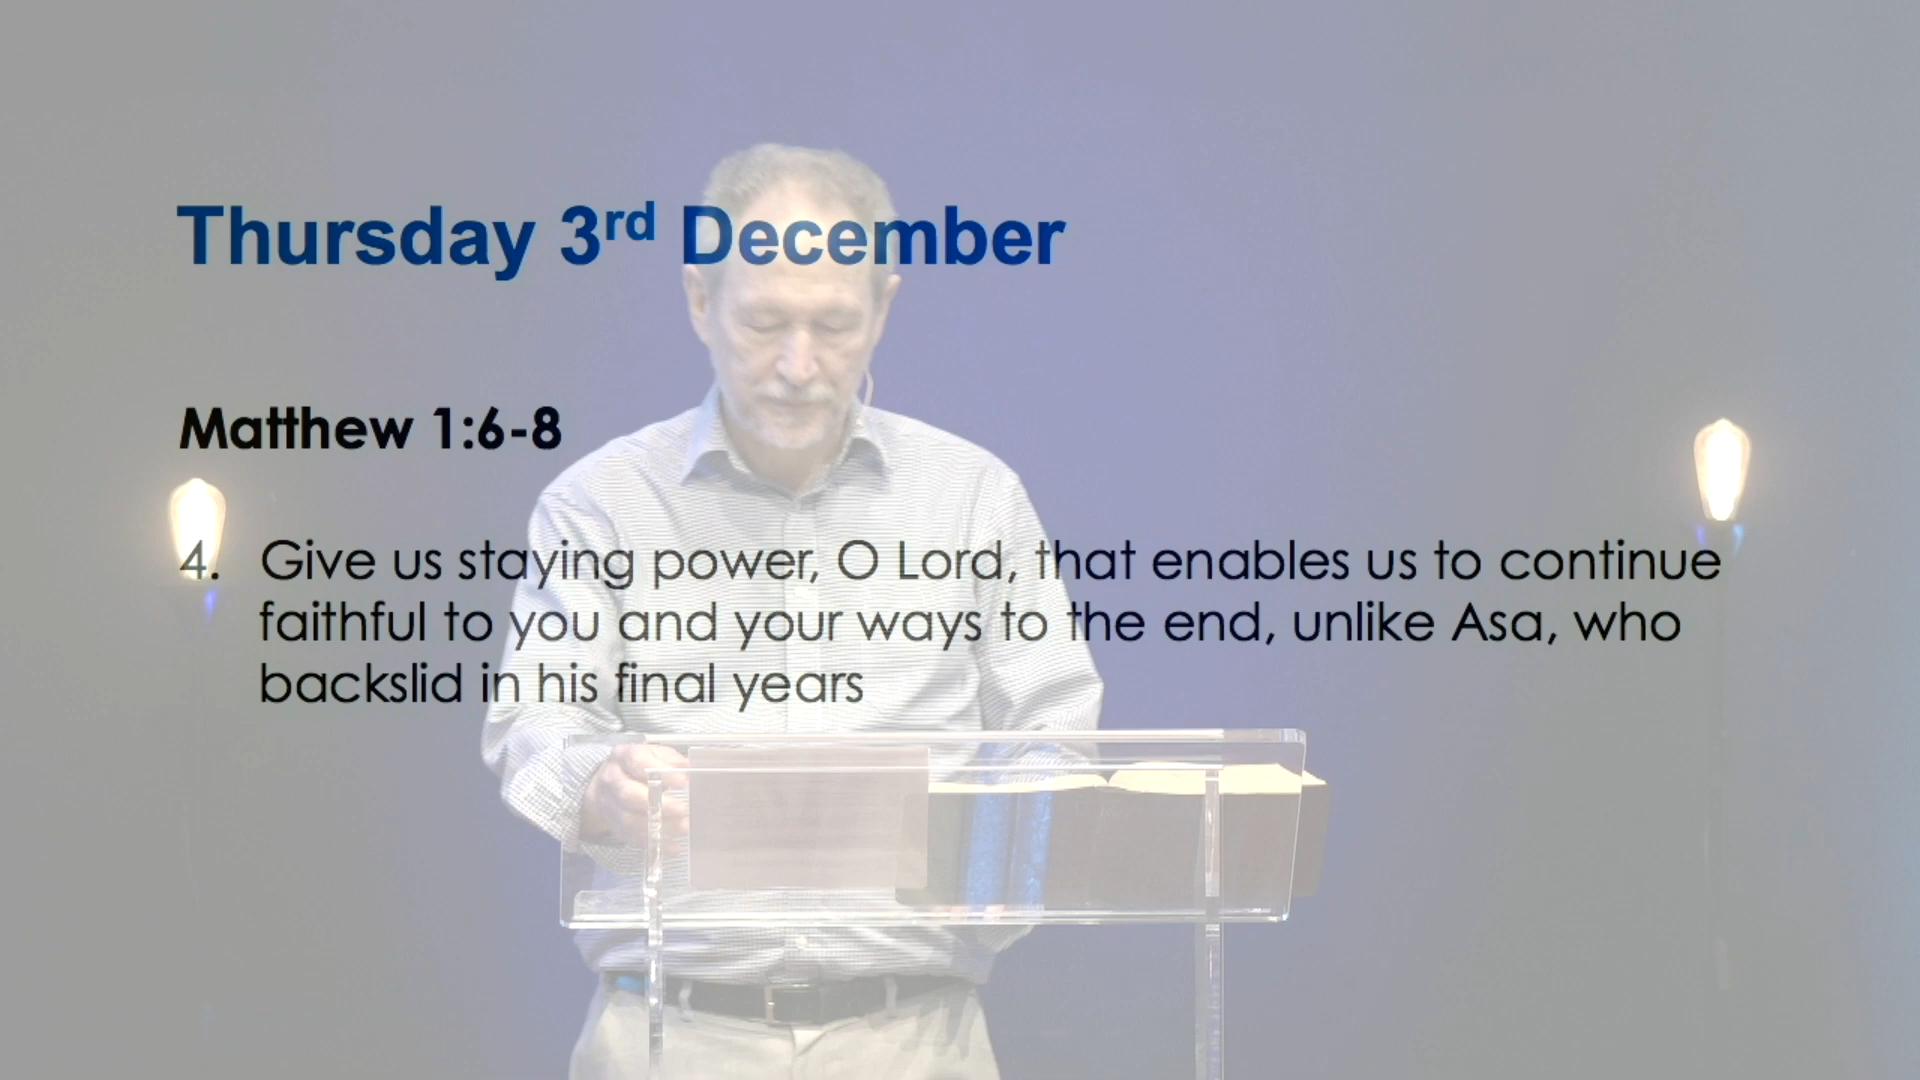 Thursday 3rd December
Matthew 1:6-8
4. Give us staying power, O Lord, that enables us to continue
faithful to you and your ways to the end, unlike Asa, who
backslid in his final years